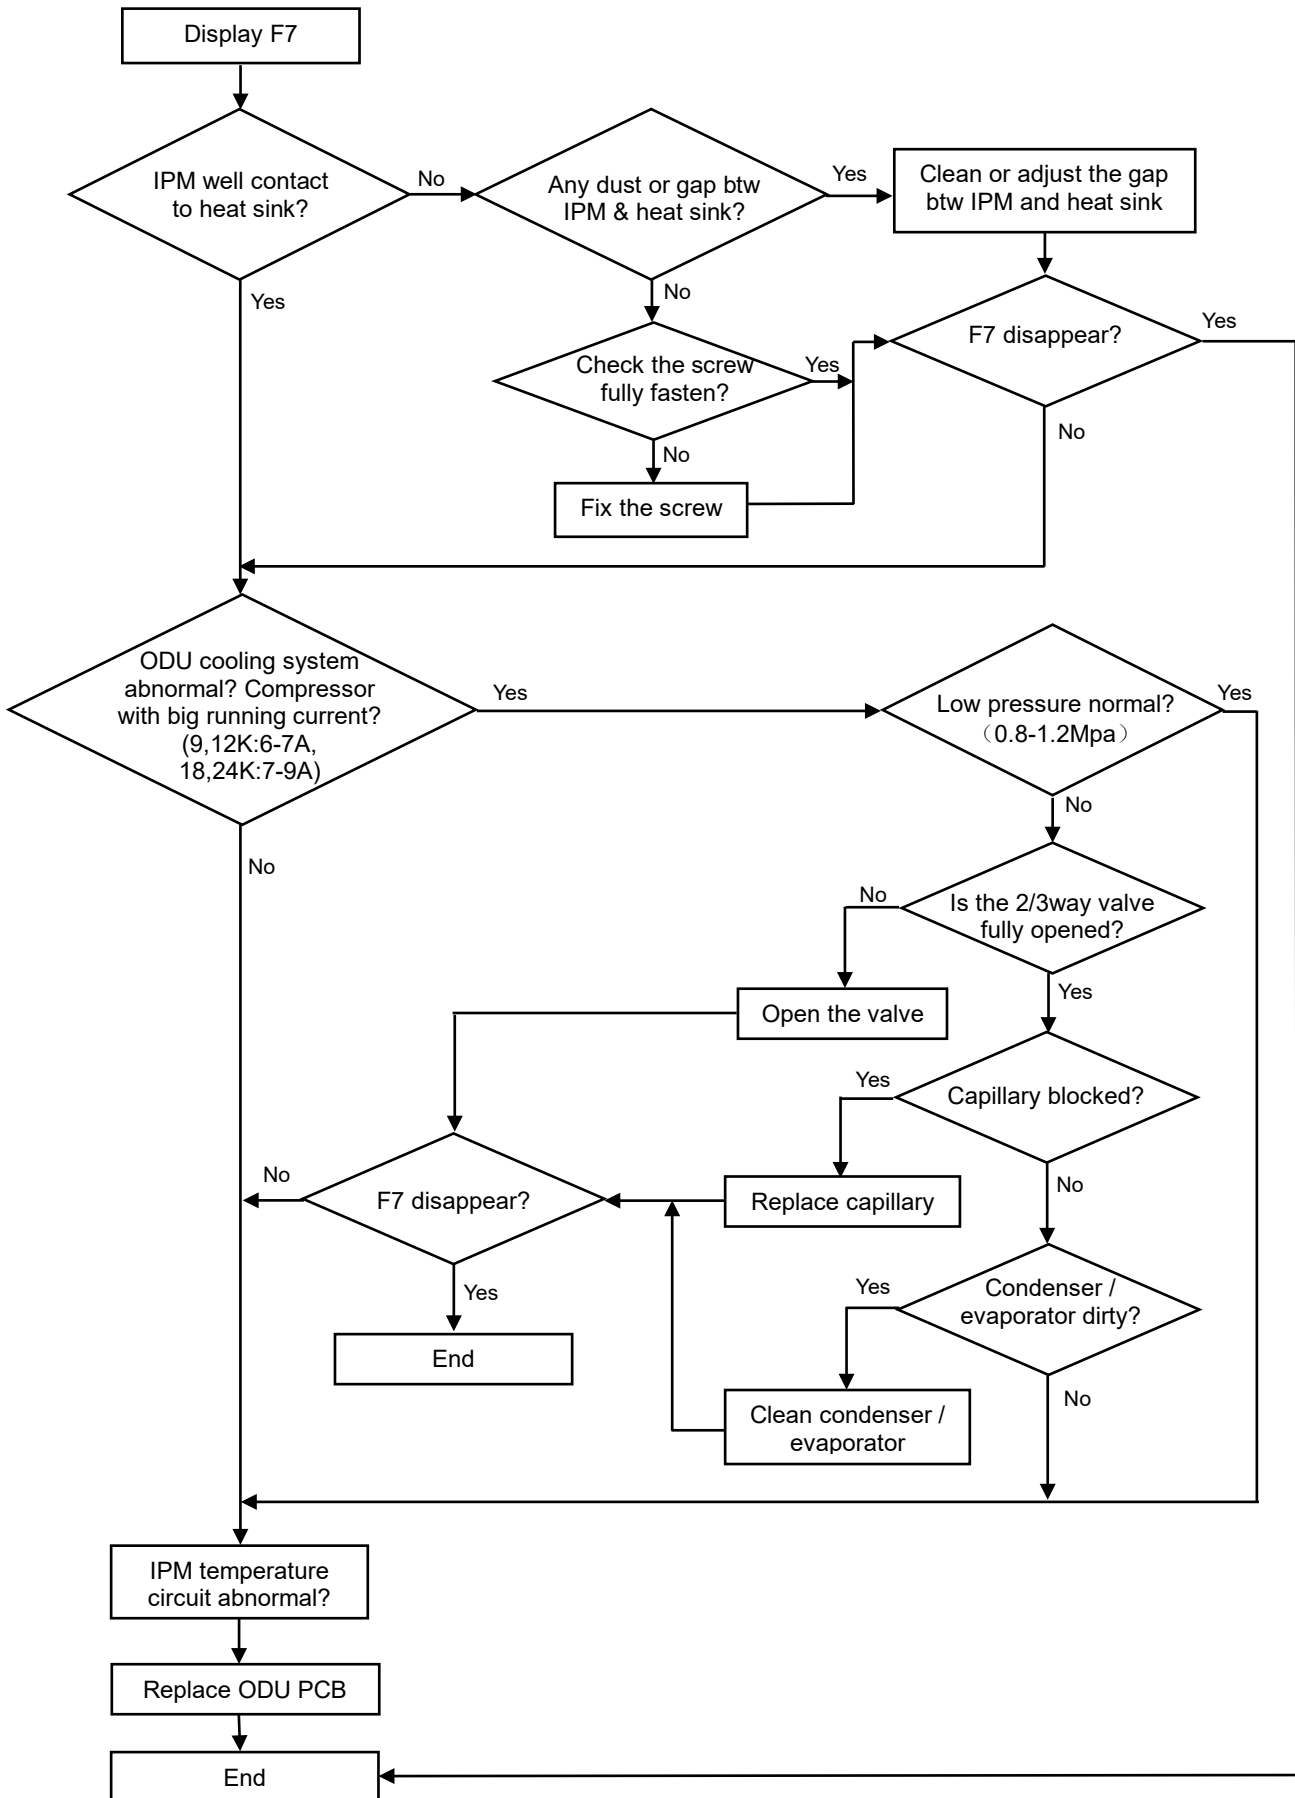 Display F7
IPM well contact
to heat sink?
No
Any dust or gap btw
IPM & heat sink?
Yes
Clean or adjust the gap
btw IPM and heat sink
Yes
No
F7 disappear?
Yes
Check the screw
fully fasten?
Yes
No
No
Fix the screw
ODU cooling system
abnormal? Compressor
with big running current?
(9,12K:6-7A,
18,24K:7-9A)
Yes
Low pressure normal?
（0.8-1.2Mpa）
Yes
No
No
Is the 2/3way valve
fully opened?
No
Yes
Open the valve
Capillary blocked?
Yes
No
Replace capillary
F7 disappear?
No
Yes
End
Condenser /
evaporator dirty?
Yes
No
Clean condenser /
evaporator
IPM temperature
circuit abnormal?
Replace ODU PCB
End